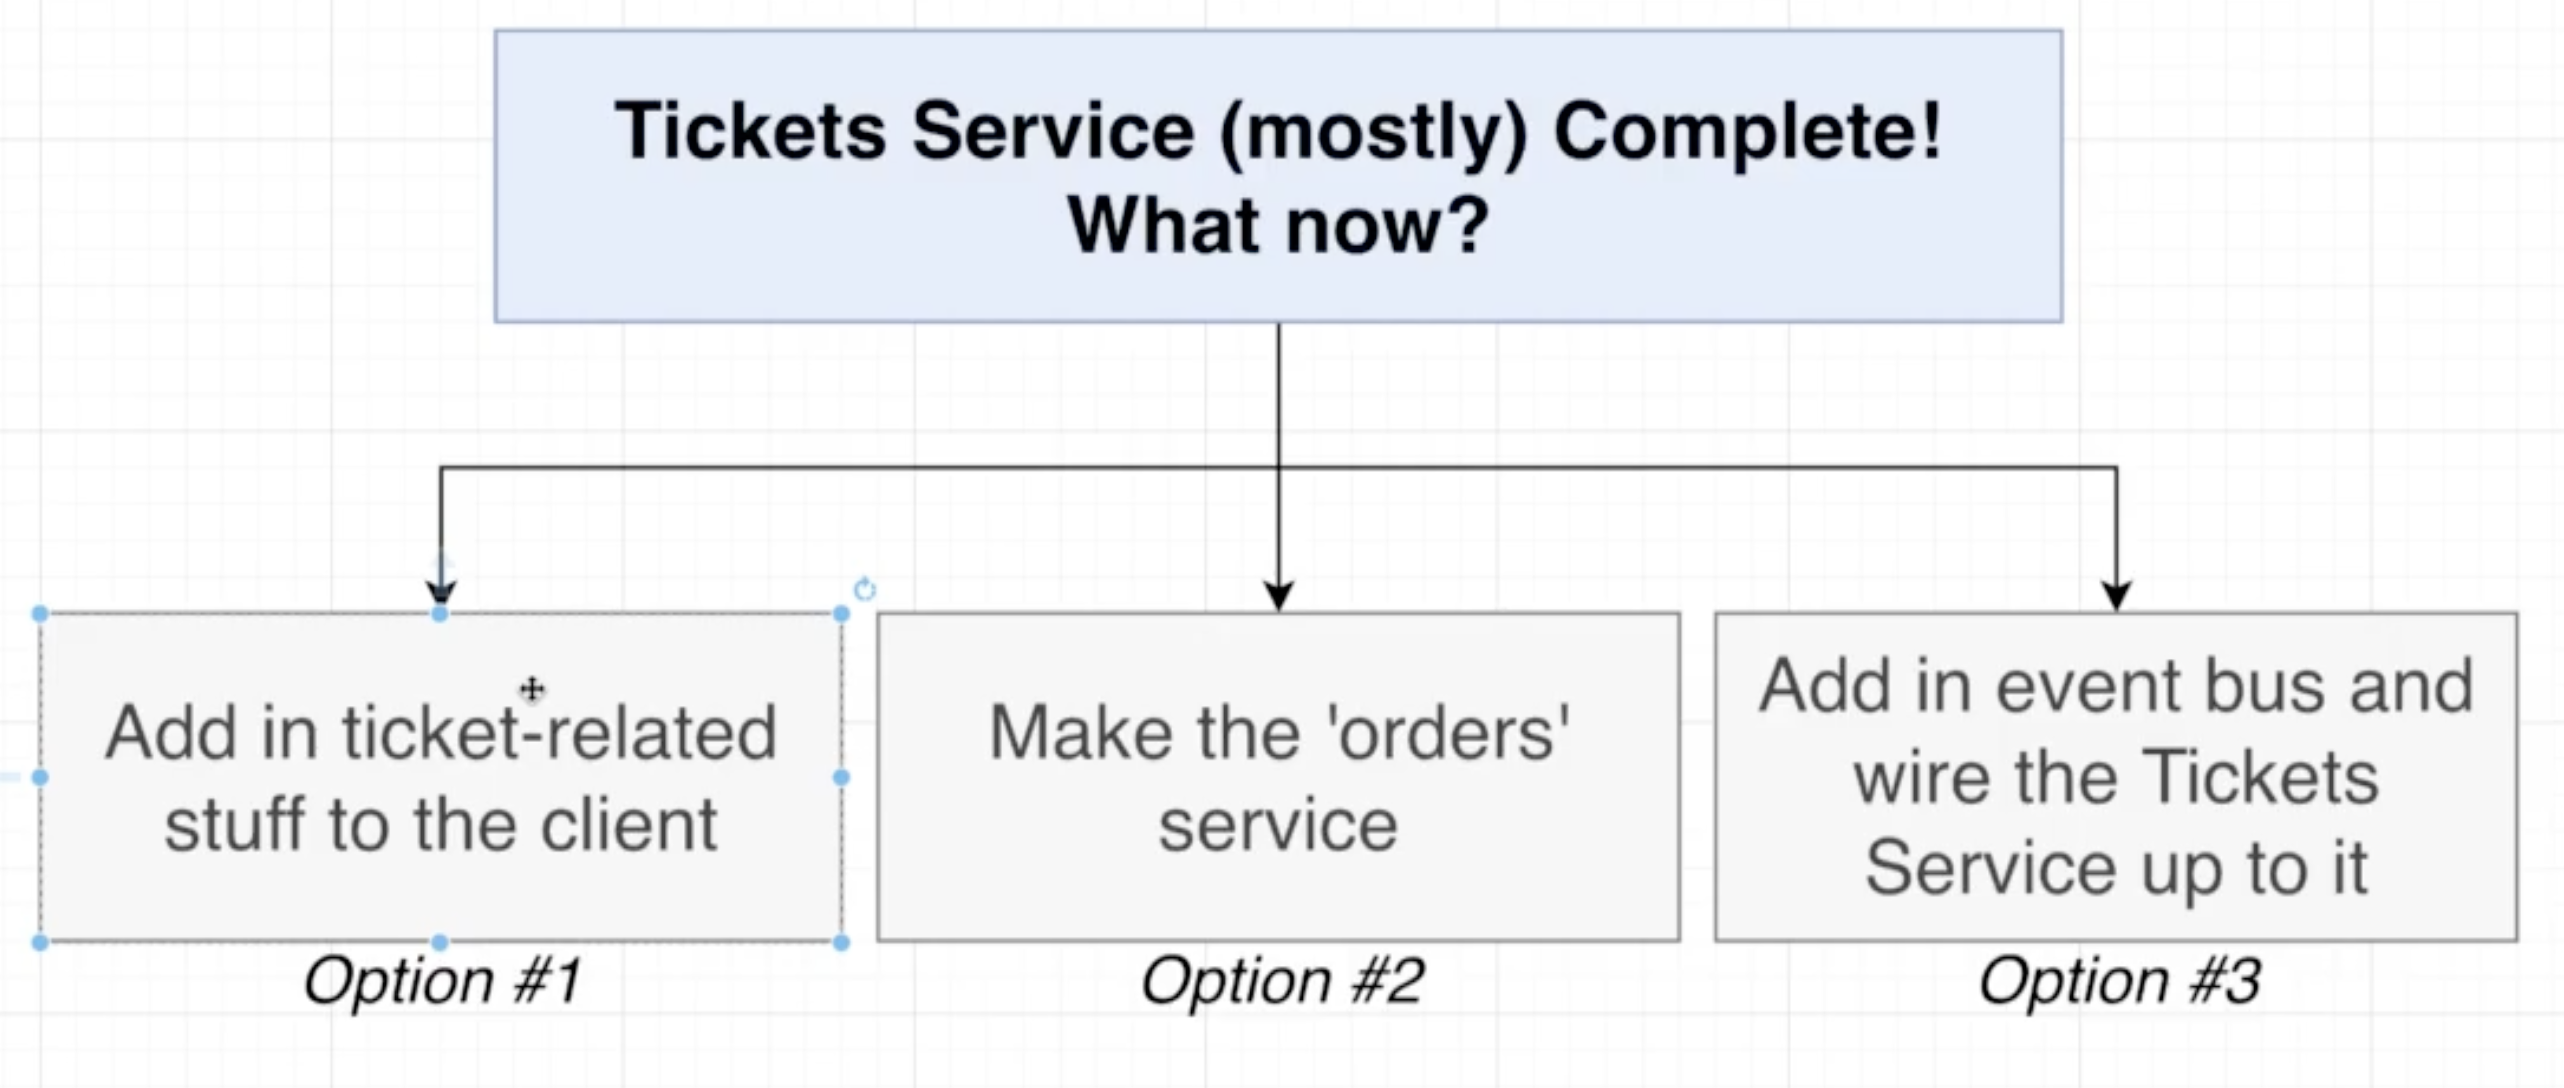 Tickets Service (mostly) Complete!
What now?
Add in ticket-related
stuff to the client
Option #1
Make the 'orders'
service
Option #2
Add in event bus and
wire the Tickets
Service up to it
Option #3